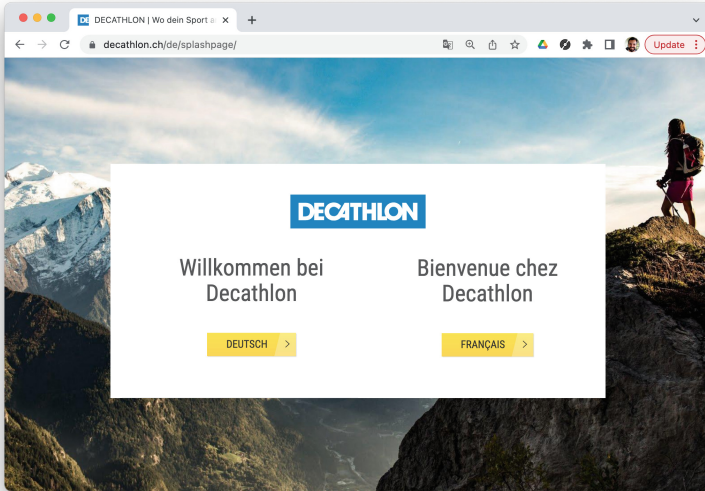 DECATHLON | Wo dein Sport a
decathlon.ch/de/splashpage/
Update
DECATHLON
Willkommen bei
Decathlon
DEUTSCH
Bienvenue chez
Decathlon
FRANÇAIS